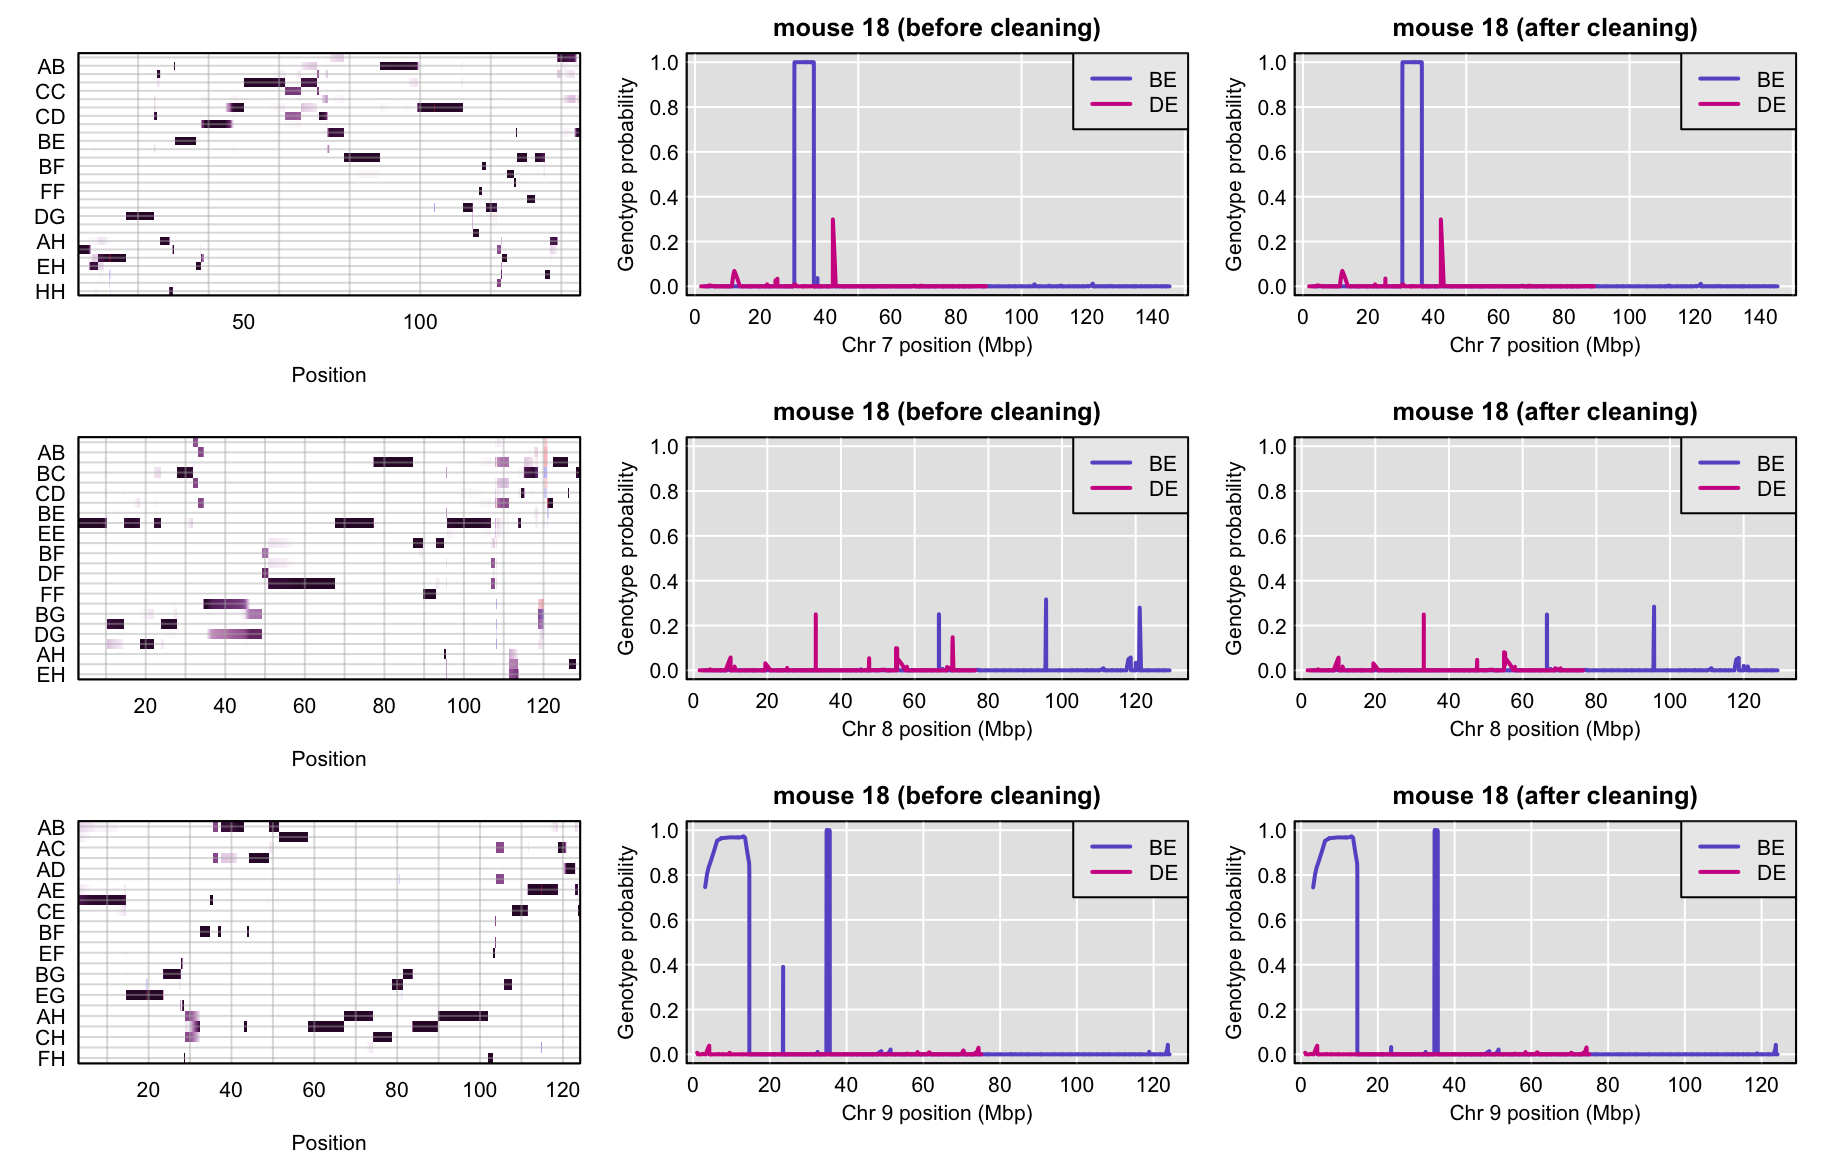 mouse 18 (before cleaning)
mouse 18 (after cleaning)
AB
CC
CD
BE
BF
FF
DG
AH
EH
HH
50 100
Position
Genotype probability
1.0
0.8
0.6
0.4
0.2
0.0
BE
DE
0 20 40 60 80 100 120 140
Chr 7 position (Mbp)
Genotype probability
1.0
0.8
0.6
0.4
0.2
0.0
BE
DE
0 20 40 60 80 100 120 140
Chr 7 position (Mbp)
mouse 18 (before cleaning)
mouse 18 (after cleaning)
AB
BC
CD
BE
EE
BF
DF
FF
BG
DG
AH
EH
20 40 60 80 100 120
Position
Genotype probability
1.0
0.8
0.6
0.4
0.2
0.0
BE
DE
0 20 40 60 80 100 120
Chr 8 position (Mbp)
Genotype probability
1.0
0.8
0.6
0.4
0.2
0.0
BE
DE
0 20 40 60 80 100 120
Chr 8 position (Mbp)
mouse 18 (before cleaning)
mouse 18 (after cleaning)
AB
AC
AD
AE
CE
BF
EF
BG
EG
AH
CH
FH
20 40 60 80 100 120
Position
Genotype probability
1.0
0.8
0.6
0.4
0.2
0.0
BE
DE
0 20 40 60 80 100 120
Chr 9 position (Mbp)
Genotype probability
1.0
0.8
0.6
0.4
0.2
0.0
BE
DE
0 20 40 60 80 100 120
Chr 9 position (Mbp)